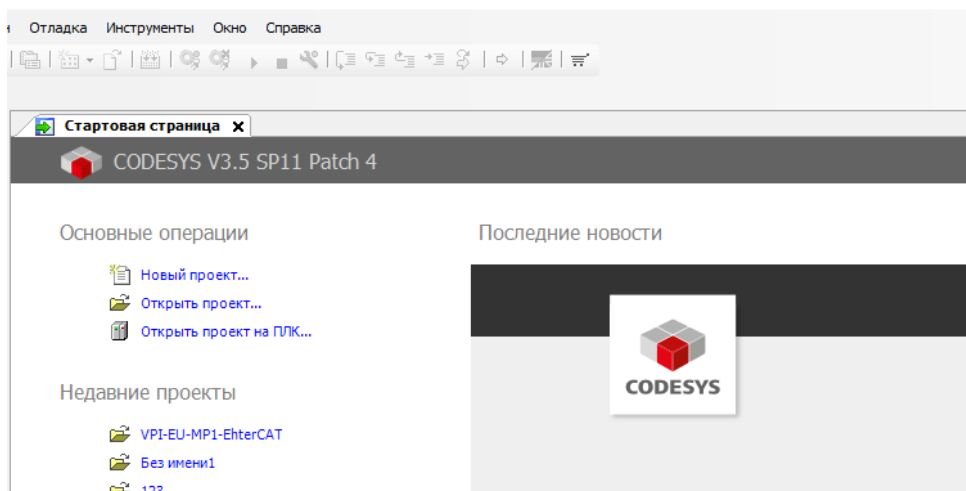 Отладка Инструменты Окно Справка
Стартовая страница
CODESYS V3.5 SP11 Patch 4
Основные операции
Последние новости
Новый проект...
Открыть проект...
Открыть проект на ПЛК...
CODESYS
Недавние проекты
VPI-EU-MP1-EhterCAT
Без имени1
123